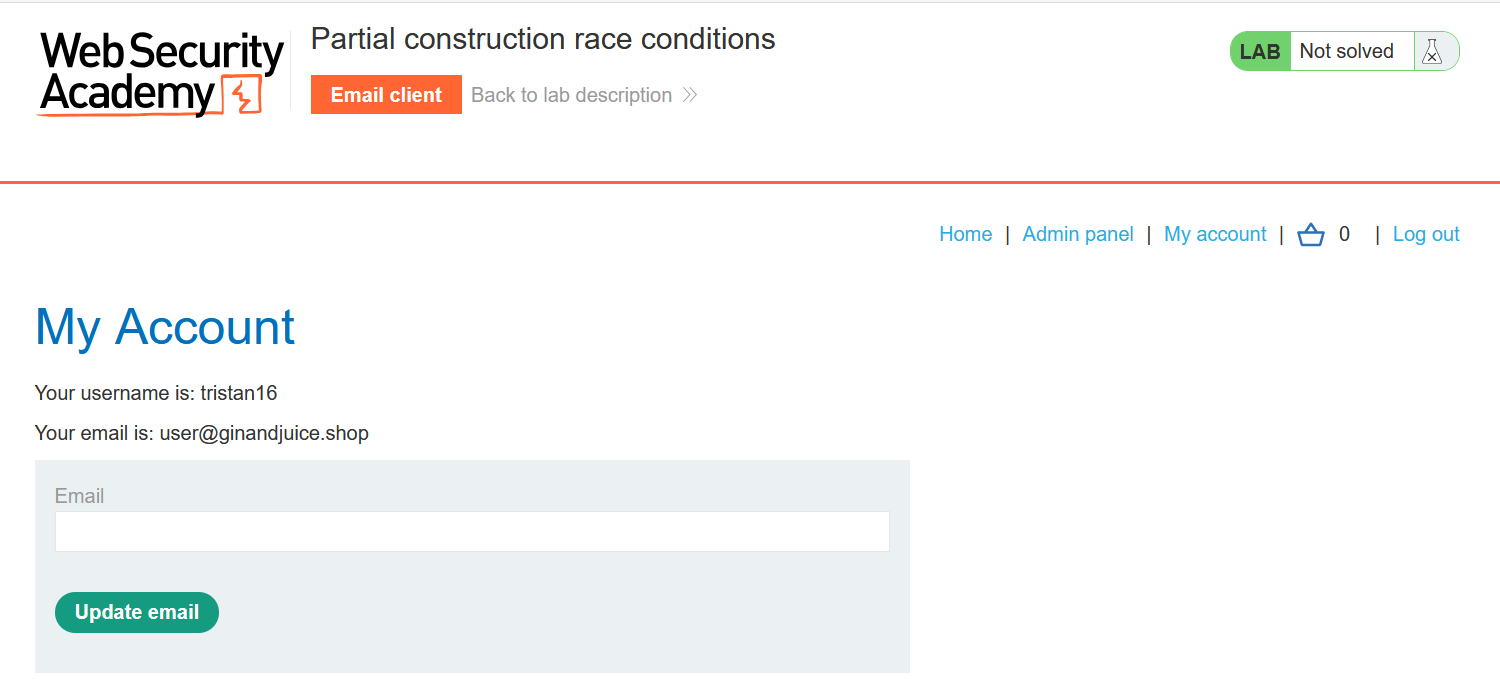 Web Security
Academy
Partial construction race conditions
Email client
Back to lab description
LAB Not solved
Home | Admin panel | My account | 0 | Log out
My Account
Your username is: tristan16
Your email is: user@ginandjuice.shop
Email
Update email